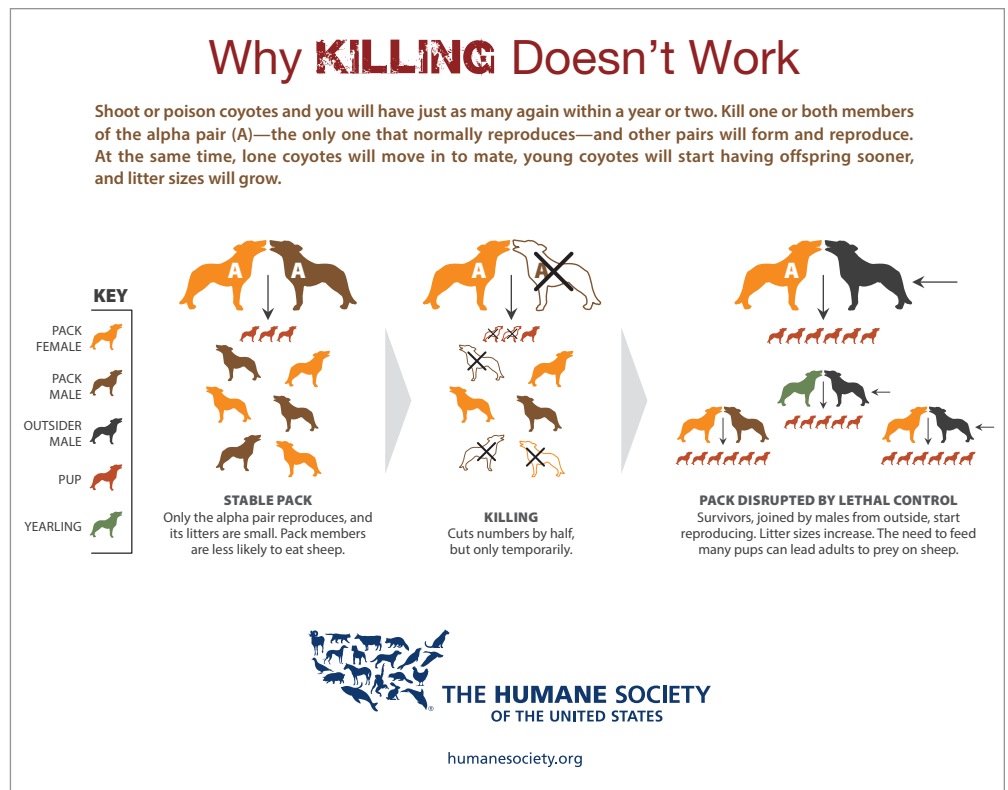 Why KILLING Doesn't Work
Shoot or poison coyotes and you will have just as many again within a year or two. Kill one or both members
of the alpha pair (A)—the only one that normally reproduces—and other pairs will form and reproduce.
At the same time, lone coyotes will move in to mate, young coyotes will start having offspring sooner,
and litter sizes will grow.
KEY
PACK
FEMALE
PACK
MALE
OUTSIDER
MALE
PUP
YEARLING
A A
STABLE PACK
Only the alpha pair reproduces, and
its litters are small. Pack members
are less likely to eat sheep.
A A
KILLING
Cuts numbers by half,
but only temporarily.
A
PACK DISRUPTED BY LETHAL CONTROL
Survivors, joined by males from outside, start
reproducing. Litter sizes increase. The need to feed
many pups can lead adults to prey on sheep.
®
THE HUMANE SOCIETY
OF THE UNITED STATES
humanesociety.org